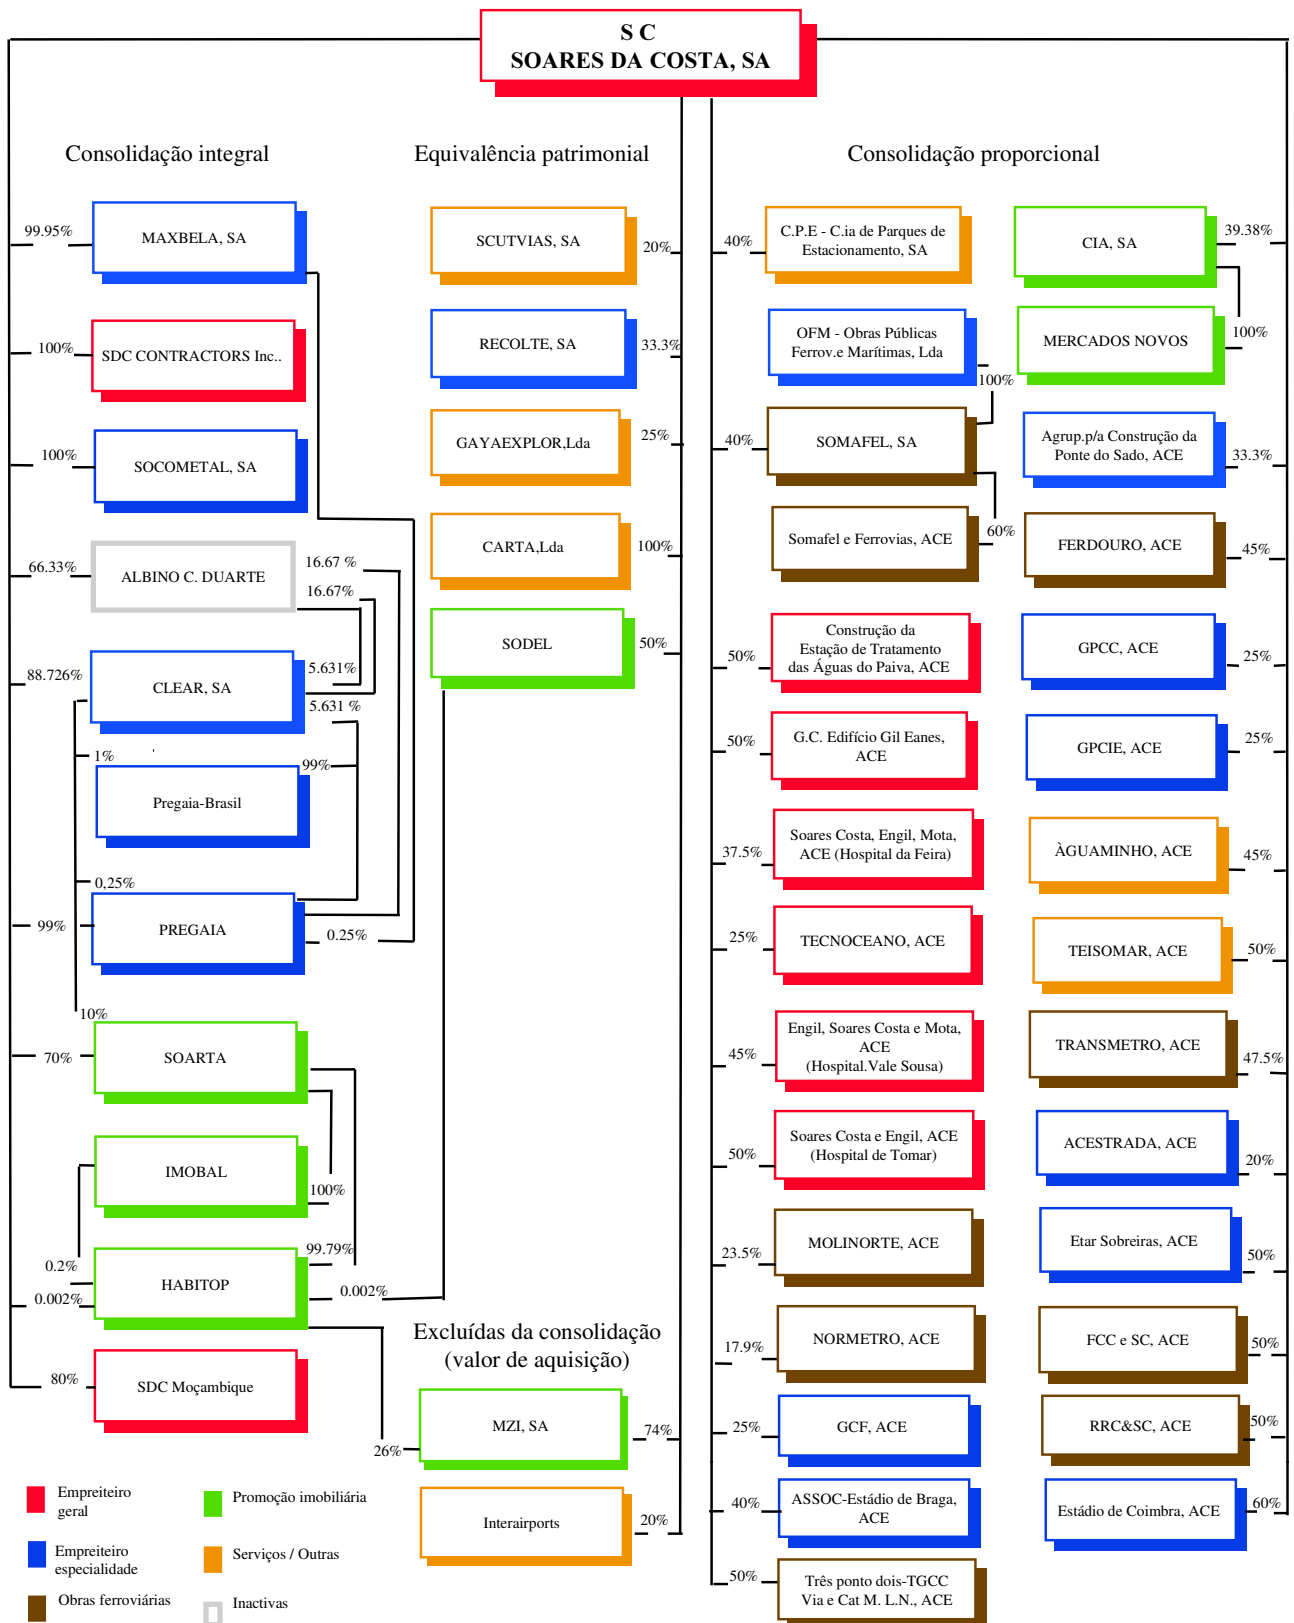 S C
SOARES DA COSTA, SA
Consolidação integral
99.95%
MAXBELA, SA
100%
SDC CONTRACTORS Inc..
100%
SOCOMETAL, SA
66.33%
ALBINO C. DUARTE
16.67 %
16.67%
88.726%
CLEAR, SA
5.631%
5.631 %
1%
99%
Pregaia-Brasil
0,25%
99%
PREGAIA
0.25%
10%
70%
SOARTA
IMOBAL
100%
0.2%
0.002%
HABITOP
99.79%
0.002%
80%
SDC Moçambique
Equivalência patrimonial
SCUTVIAS, SA
20%
RECOLTE, SA
33.3%
GAYAEXPLOR,Lda
25%
CARTA,Lda
100%
SODEL
50%
Excluídas da consolidação
(valor de aquisição)
MZI, SA
74%
26%
Interairports
20%
Consolidação proporcional
40%
C.P.E - C.ia de Parques de
Estacionamento, SA
OFM - Obras Públicas
Ferrov.e Marítimas, Lda
100%
40%
SOMAFEL, SA
Somafel e Ferrovias, ACE
60%
50%
Construção da
Estação de Tratamento
das Águas do Paiva, ACE
50%
G.C. Edifício Gil Eanes,
ACE
37.5%
Soares Costa, Engil, Mota,
ACE (Hospital da Feira)
25%
TECNOCEANO, ACE
45%
Engil, Soares Costa e Mota,
ACE
(Hospital.Vale Sousa)
50%
Soares Costa e Engil, ACE
(Hospital de Tomar)
23.5%
MOLINORTE, ACE
17.9%
NORMETRO, ACE
25%
GCF, ACE
40%
ASSOC-Estádio de Braga,
ACE
50%
Três ponto dois-TGCC
Via e Cat M. L.N., ACE
CIA, SA
39.38%
MERCADOS NOVOS
100%
Agrup.p/a Construção da
Ponte do Sado, ACE
33.3%
FERDOURO, ACE
45%
GPCC, ACE
25%
GPCIE, ACE
25%
ÀGUAMINHO, ACE
45%
TEISOMAR, ACE
50%
TRANSMETRO, ACE
47.5%
ACESTRADA, ACE
20%
Etar Sobreiras, ACE
50%
FCC e SC, ACE
50%
RRC&SC, ACE
50%
Estádio de Coimbra, ACE
60%
Empreiteiro
geral
Promoção imobiliária
Empreiteiro
especialidade
Serviços / Outras
Obras ferroviárias
Inactivas